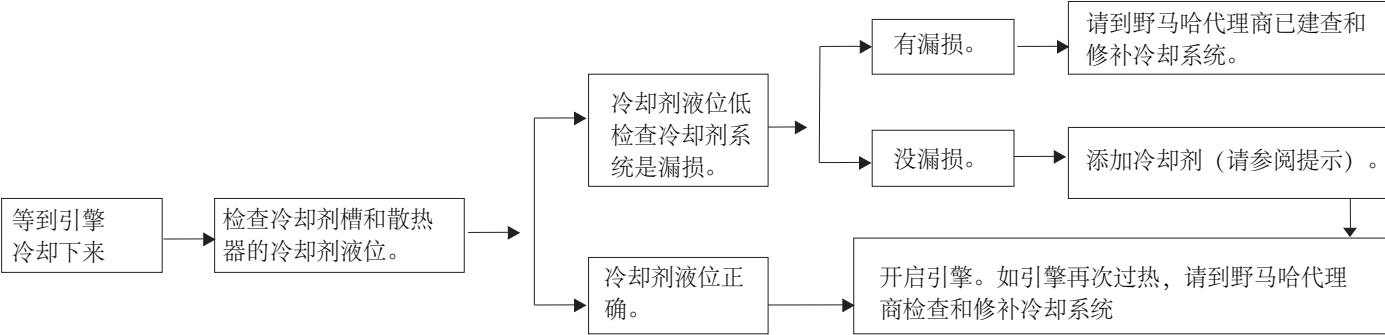 等到引擎
冷却下来
检查冷却剂槽和散热
器的冷却剂液位。
冷却剂液位低
检查冷却剂系
统是漏损。
有漏损。
请到野马哈代理商已建查和
修补冷却系统。
没漏损。
添加冷却剂（请参阅提示）。
冷却剂液位正
确。
开启引擎。如引擎再次过热，请到野马哈代理
商检查和修补冷却系统